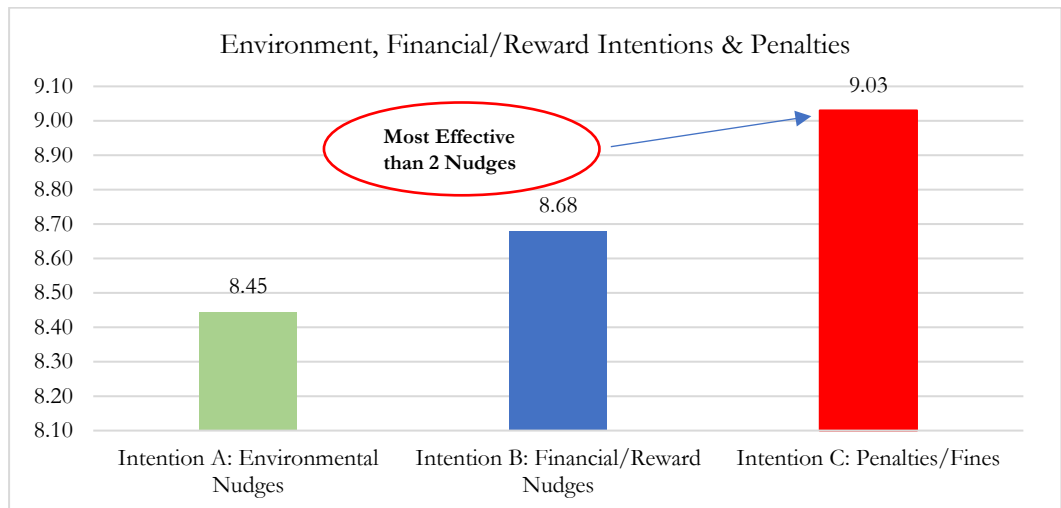 Environment, Financial/Reward Intentions & Penalties
9.10
9.00
8.90
8.80
8.70
8.60
8.50
8.40
8.30
8.20
8.10
8.45
8.68
9.03
Most Effective
than 2 Nudges
Intention A: Environmental
Nudges
Intention B: Financial/Reward
Nudges
Intention C: Penalties/Fines